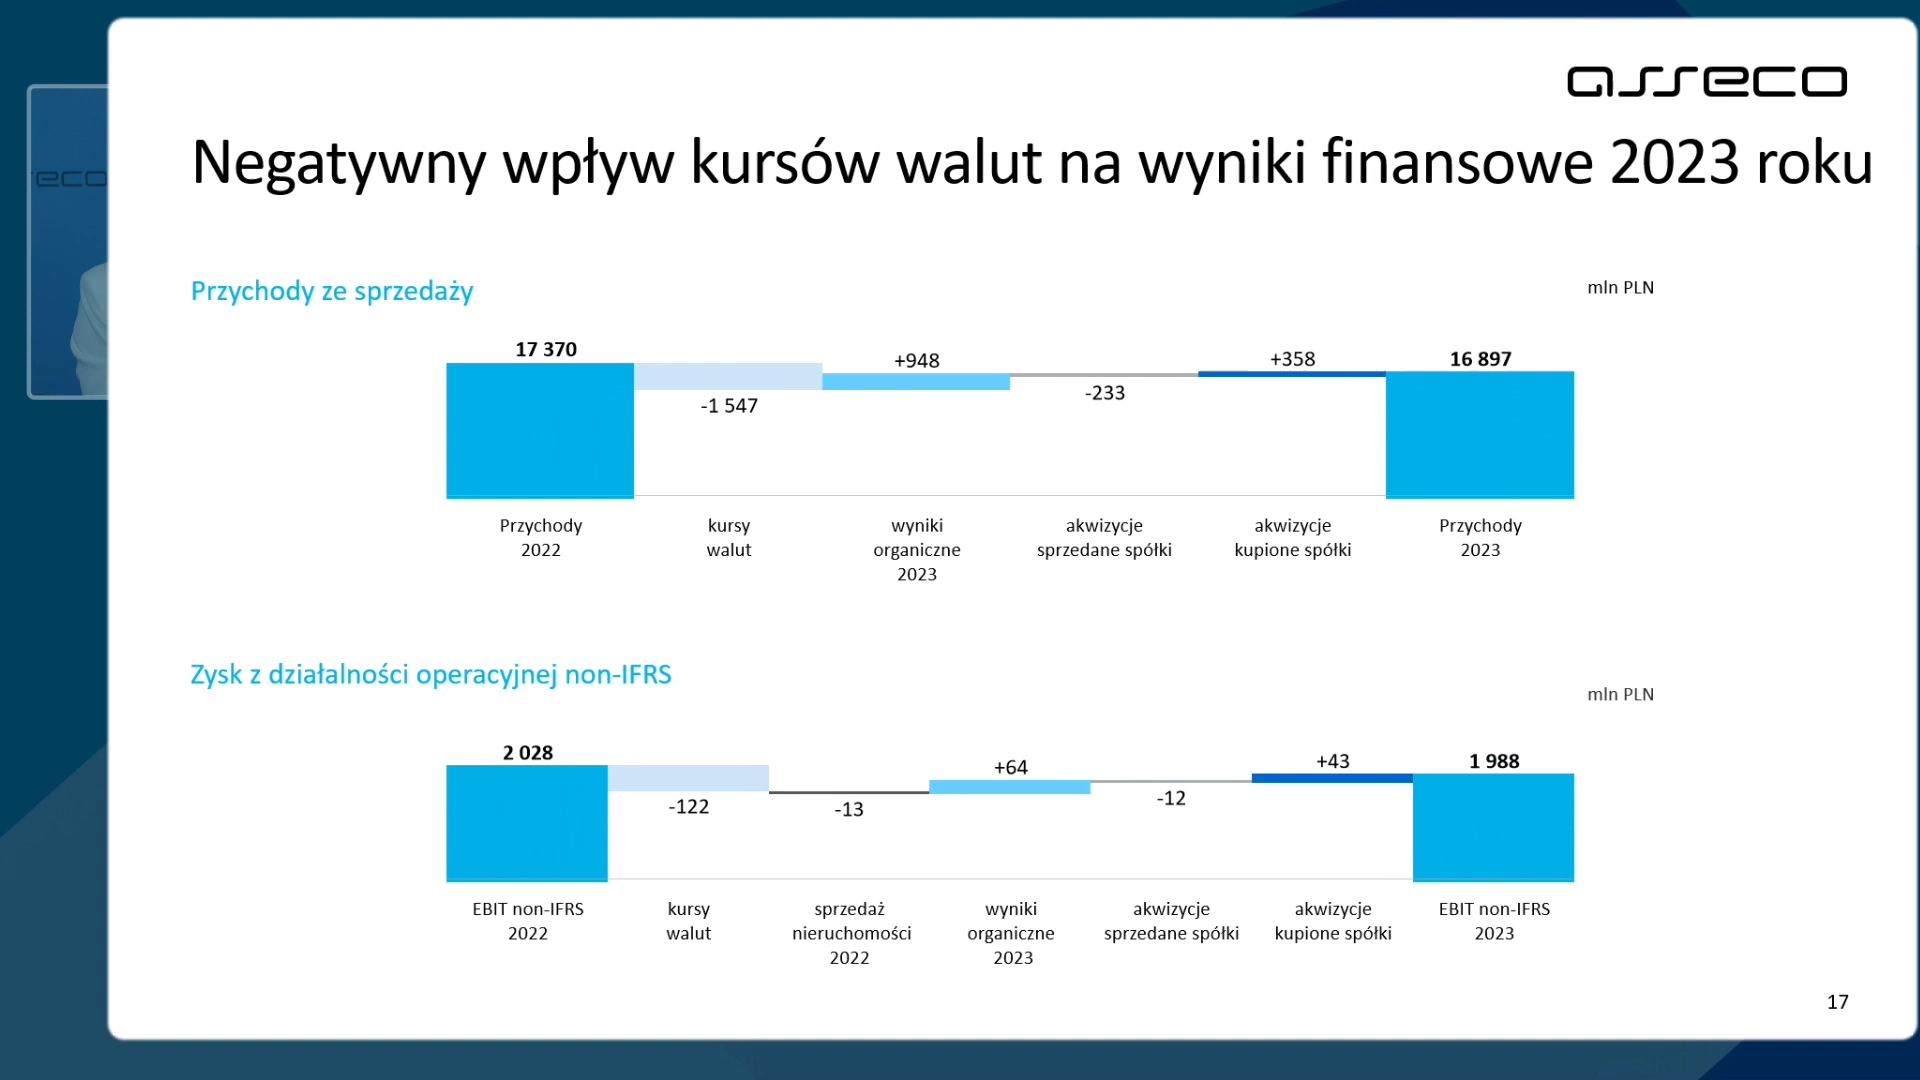 asseco
Negatywny wpływ kursów walut na wyniki finansowe 2023 roku
reco
Przychody ze sprzedaży
mln PLN
17 370
-1 547
+948
-233
+358
16 897
Przychody
2022
kursy
walut
wyniki
organiczne
2023
akwizycje
sprzedane spółki
akwizycje
kupione spółki
Przychody
2023
Zysk z działalności operacyjnej non-IFRS
mln PLN
2 028
-122
-13
+64
-12
+43
1 988
EBIT non-IFRS
2022
kursy
walut
sprzedaż
nieruchomości
2022
wyniki
organiczne
2023
akwizycje
sprzedane spółki
akwizycje
kupione spółki
EBIT non-IFRS
2023
17